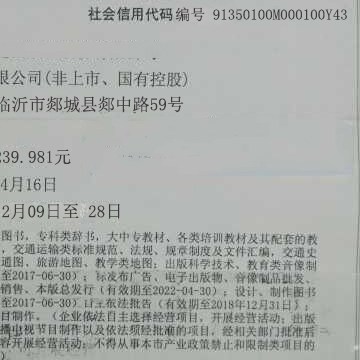 社会信用代码编号 91350100M000100Y43
限公司(非上市、国有控股)
临沂市郯城县郯中路59号
239.981元
4月16日
2月09日至 28日
图书，专科类辞书，大中专教材、各类培训教材及其配套的教
，交通运输类标准规范、法规、规章制度及文件汇编，交通史
通图、旅游地图、教学类地图；出版科学技术、教育类音像制
至2017-06-30)；标准发布广告、电子出版物、音像制品批发、
销售、本版总发行(有效期至2022-04-30)；设计、制作图书
至2017-06-30)；法批告(有效期至2018年12月31日)；
目制作。(企业依法自主选择经营项目，开展经营活动；出版
播电视节目制作以及依法须经批准的项目，经相关部门批准后
容开展经营活动；不得从事本市产业政策禁止和限制类项目的